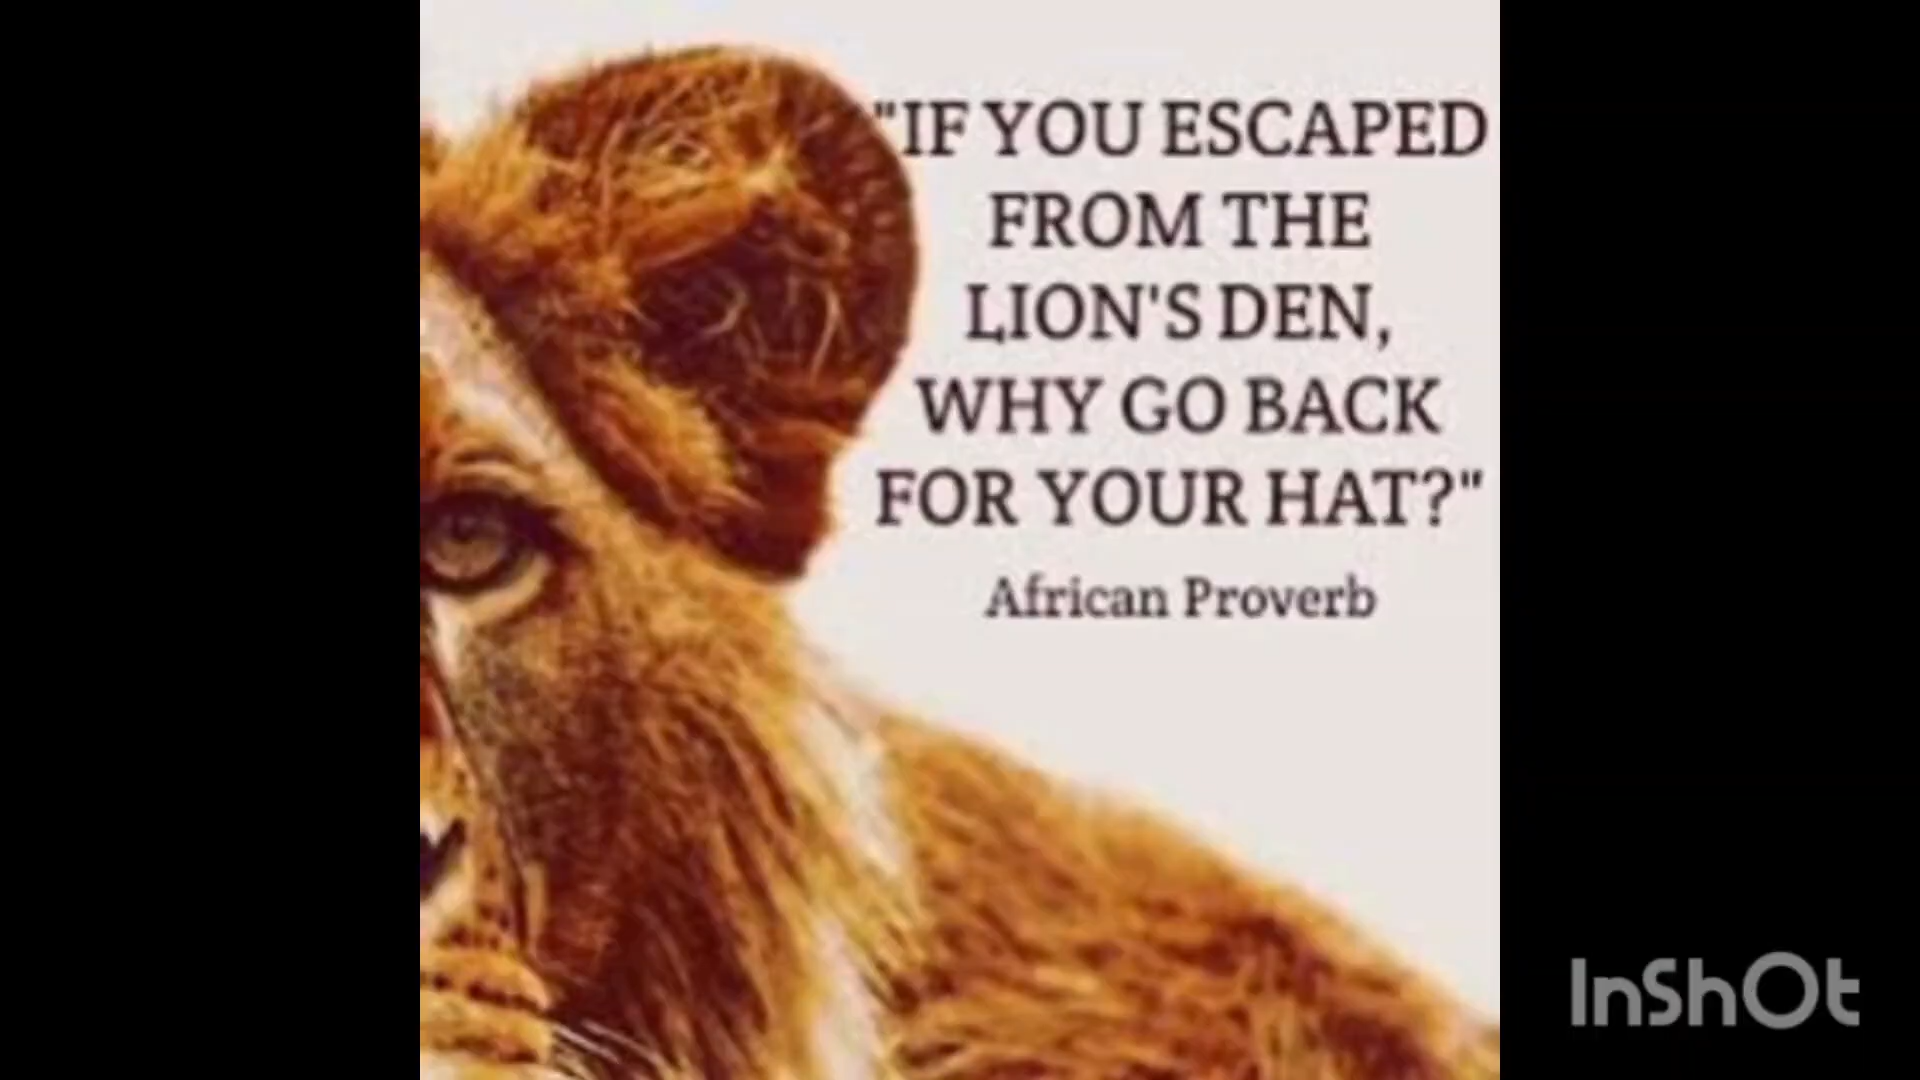 "IF YOU ESCAPED
FROM THE
LION'S DEN,
WHY GO BACK
FOR YOUR HAT?"
African Proverb
InShOt